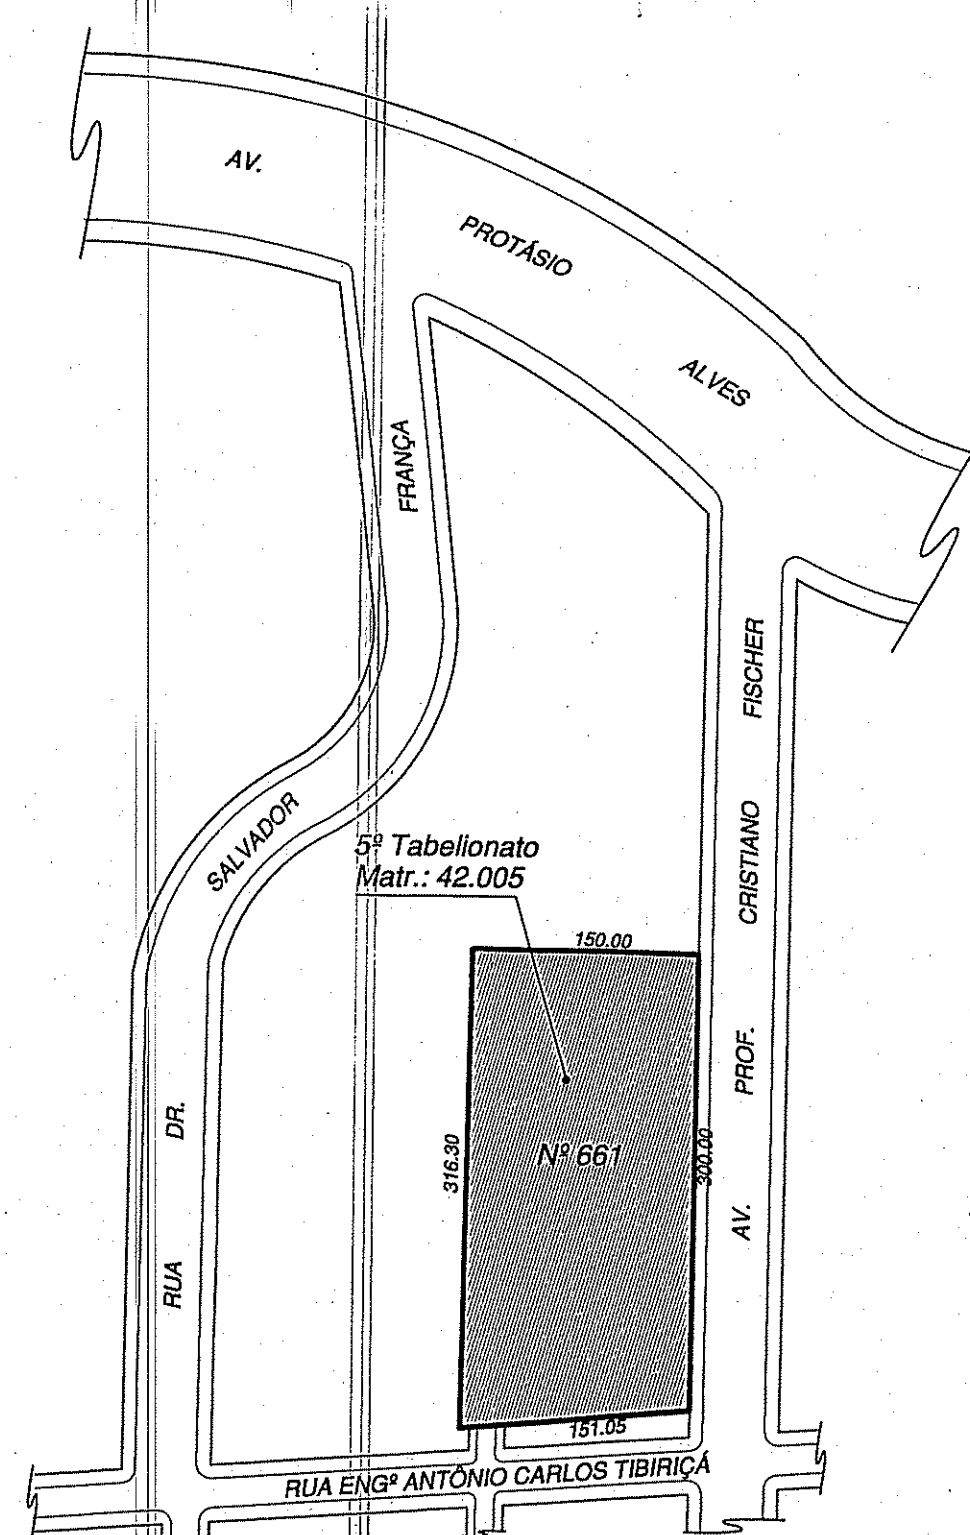 AV.
PROTÁSIO
ALVES
FRANÇA
FISCHER
SALVADOR
CRISTIANO
5º Tabelionato
Matr.: 42.005
150.00
PROF.
DR.
316.30
Nº 661
300.00
AV.
RUA
151.05
RUA ENGº ANTÔNIO CARLOS TIBIRIÇÁ